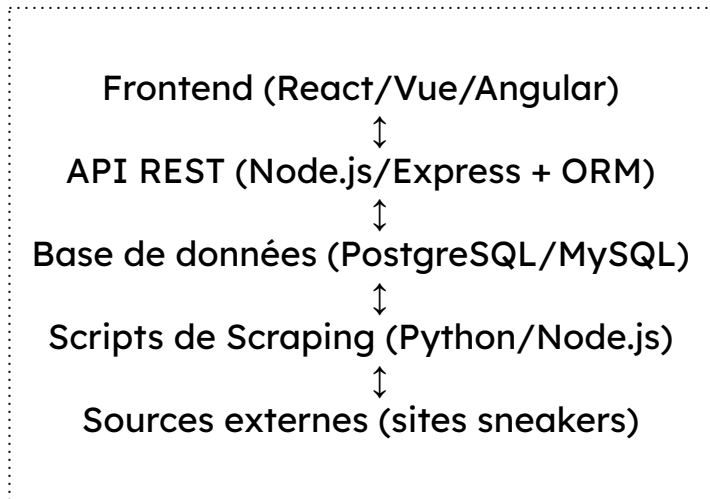 Frontend (React/Vue/Angular)
↕
API REST (Node.js/Express + ORM)
↕
Base de données (PostgreSQL/MySQL)
↕
Scripts de Scraping (Python/Node.js)
↕
Sources externes (sites sneakers)